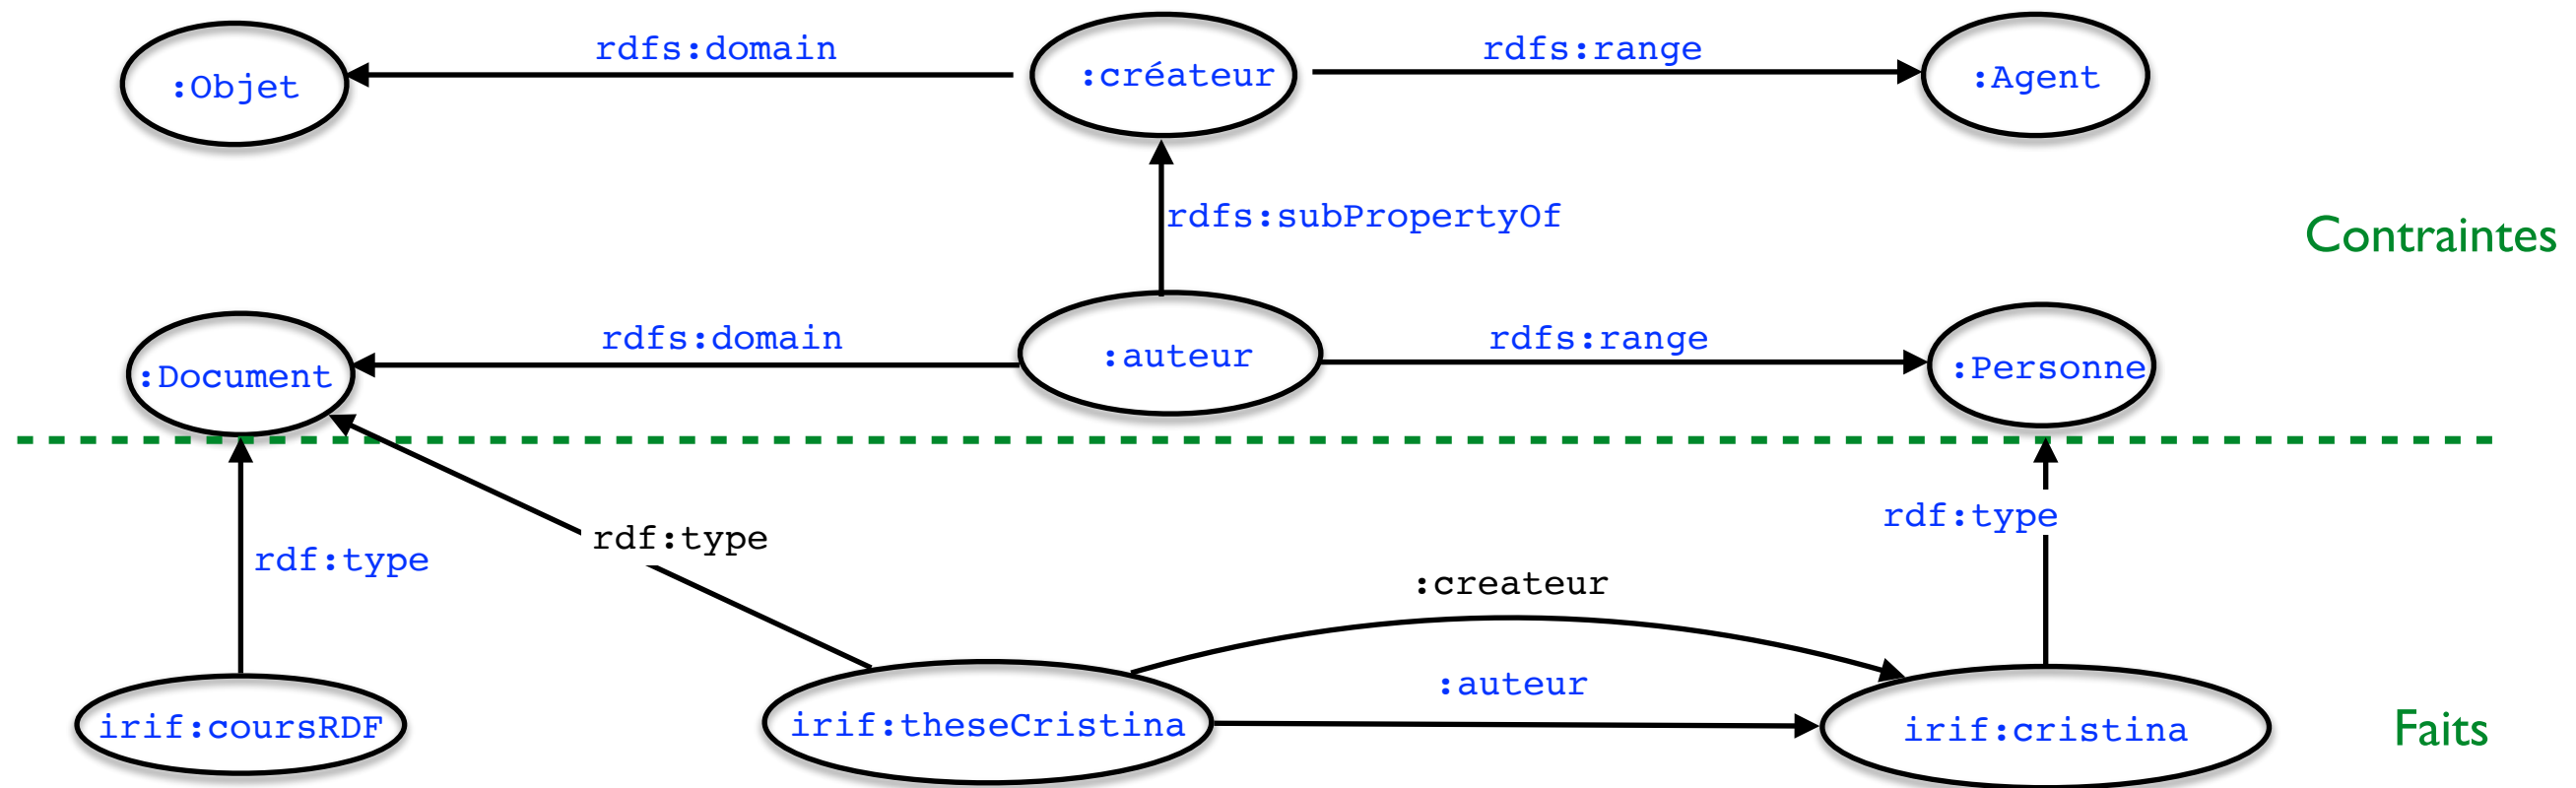 rdfs:domain
rdfs:range
:Objet
:créateur
:Agent
rdfs:subPropertyOf
Contraintes
rdfs:domain
rdfs:range
:Document
:auteur
:Personne
rdf:type
rdf:type
rdf:type
:createur
:auteur
irif:coursRDF
irif:theseCristina
irif:cristina
Faits